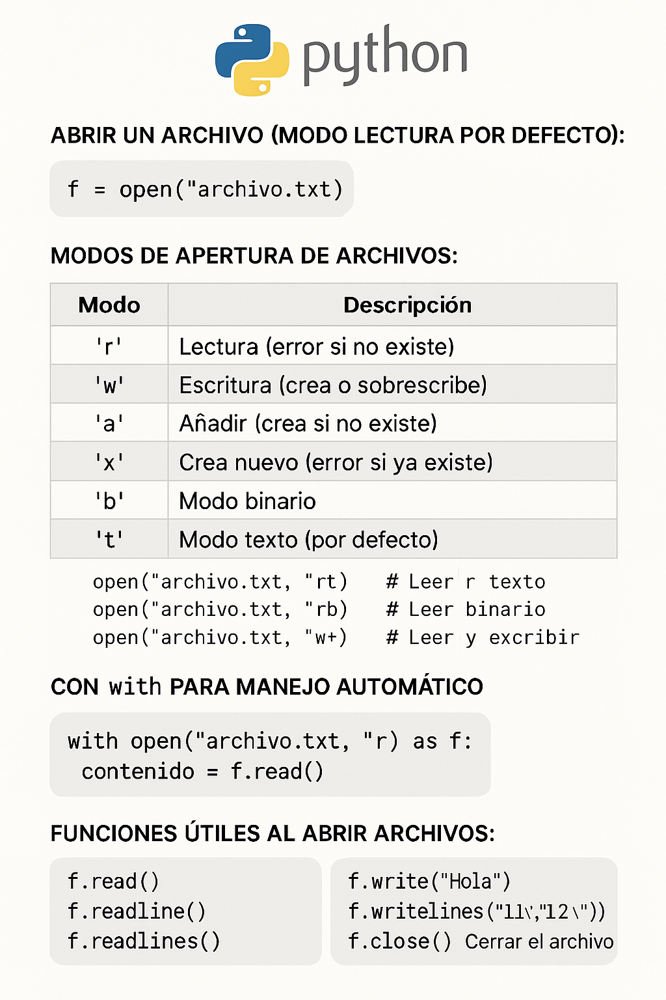 python
ABRIR UN ARCHIVO (MODO LECTURA POR DEFECTO):
f = open("archivo.txt)
MODOS DE APERTURA DE ARCHIVOS:
Modo Descripción
'r' Lectura (error si no existe)
'w' Escritura (crea o sobrescribe)
'a' Añadir (crea si no existe)
'x' Crea nuevo (error si ya existe)
'b' Modo binario
't' Modo texto (por defecto)
open("archivo.txt, "rt) # Leer r texto
open("archivo.txt, "rb) # Leer binario
open("archivo.txt, "w+) # Leer y excribir
CON with PARA MANEJO AUTOMÁTICO
with open("archivo.txt, "r) as f:
contenido = f.read()
FUNCIONES ÚTILES AL ABRIR ARCHIVOS:
f.read()
f.readline()
f.readlines()
f.write("Hola")
f.writelines("11\',"12\"))
f.close() Cerrar el archivo